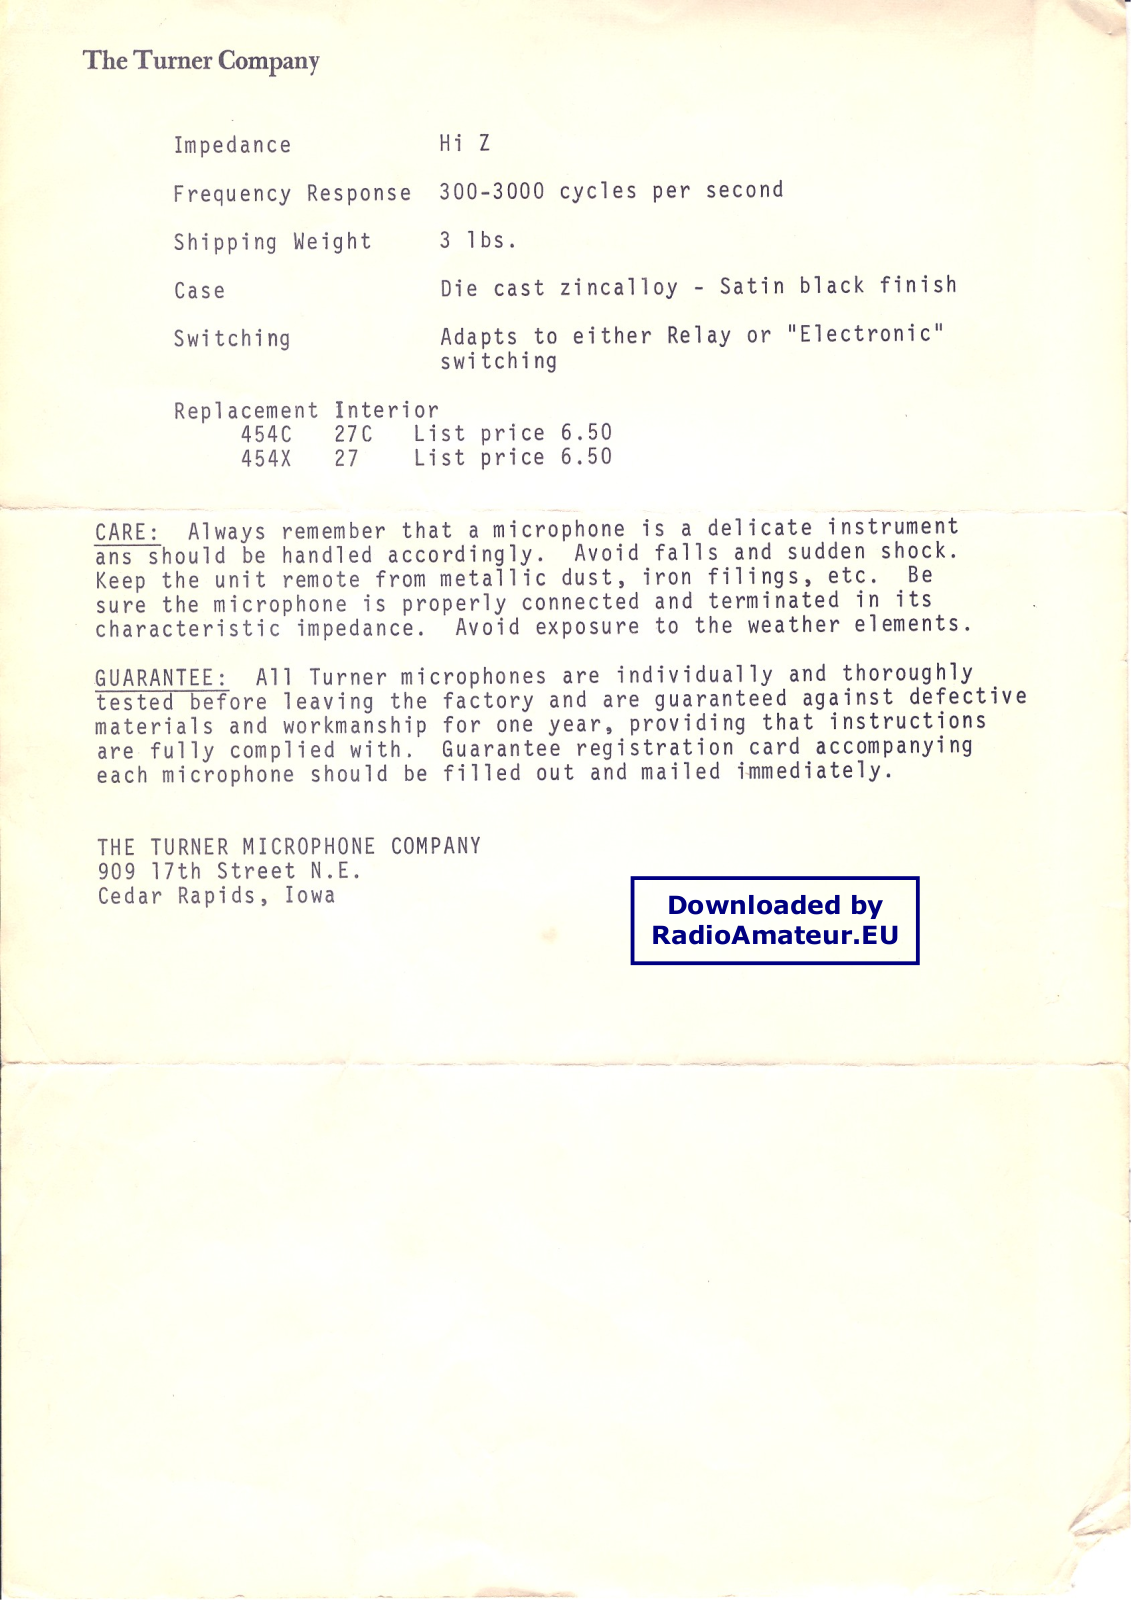 The Turner Company
Impedance Hi Z
Frequency Response 300-3000 cycles per second
Shipping Weight 3 lbs.
Case Die cast zincalloy - Satin black finish
Switching Adapts to either Relay or "Electronic"
switching
Replacement Interior
454C 27C List price 6.50
454X 27 List price 6.50
CARE: Always remember that a microphone is a delicate instrument
ans should be handled accordingly. Avoid falls and sudden shock.
Keep the unit remote from metallic dust, iron filings, etc. Be
sure the microphone is properly connected and terminated in its
characteristic impedance. Avoid exposure to the weather elements.
GUARANTEE: All Turner microphones are individually and thoroughly
tested before leaving the factory and are guaranteed against defective
materials and workmanship for one year, providing that instructions
are fully complied with. Guarantee registration card accompanying
each microphone should be filled out and mailed immediately.
THE TURNER MICROPHONE COMPANY
909 17th Street N.E.
Cedar Rapids, Iowa
Downloaded by
RadioAmateur.EU